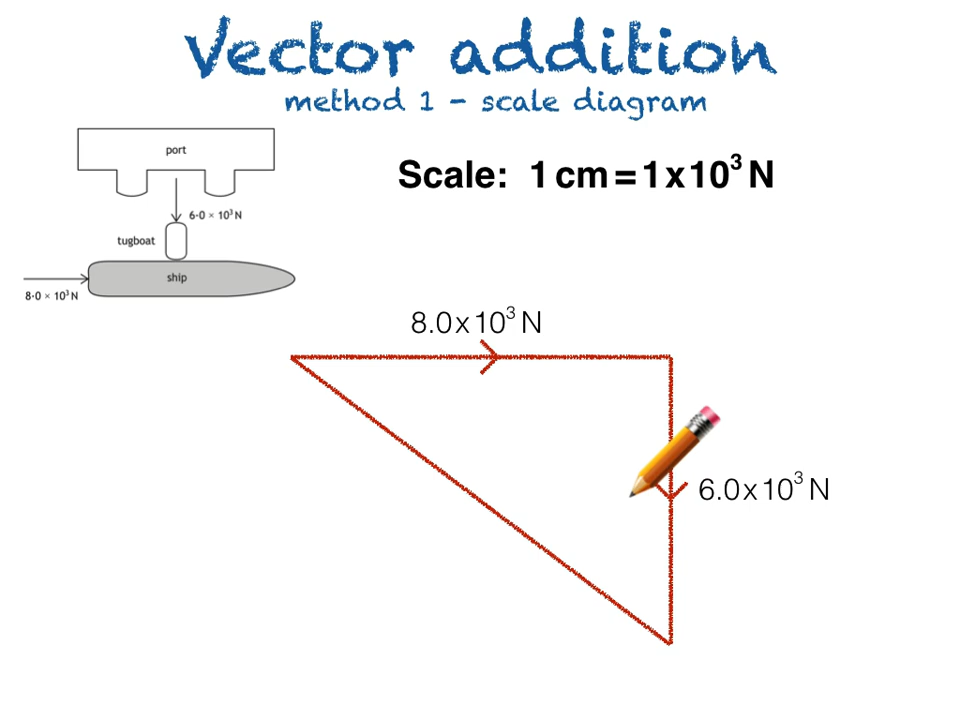 Vector addition
method 1 - scale diagram
port
Scale: 1 cm = 1 x 10³ N
6·0 × 10³ N
tugboat
ship
8·0 × 10³ N
8.0 x 10³ N
6.0 x 10³ N